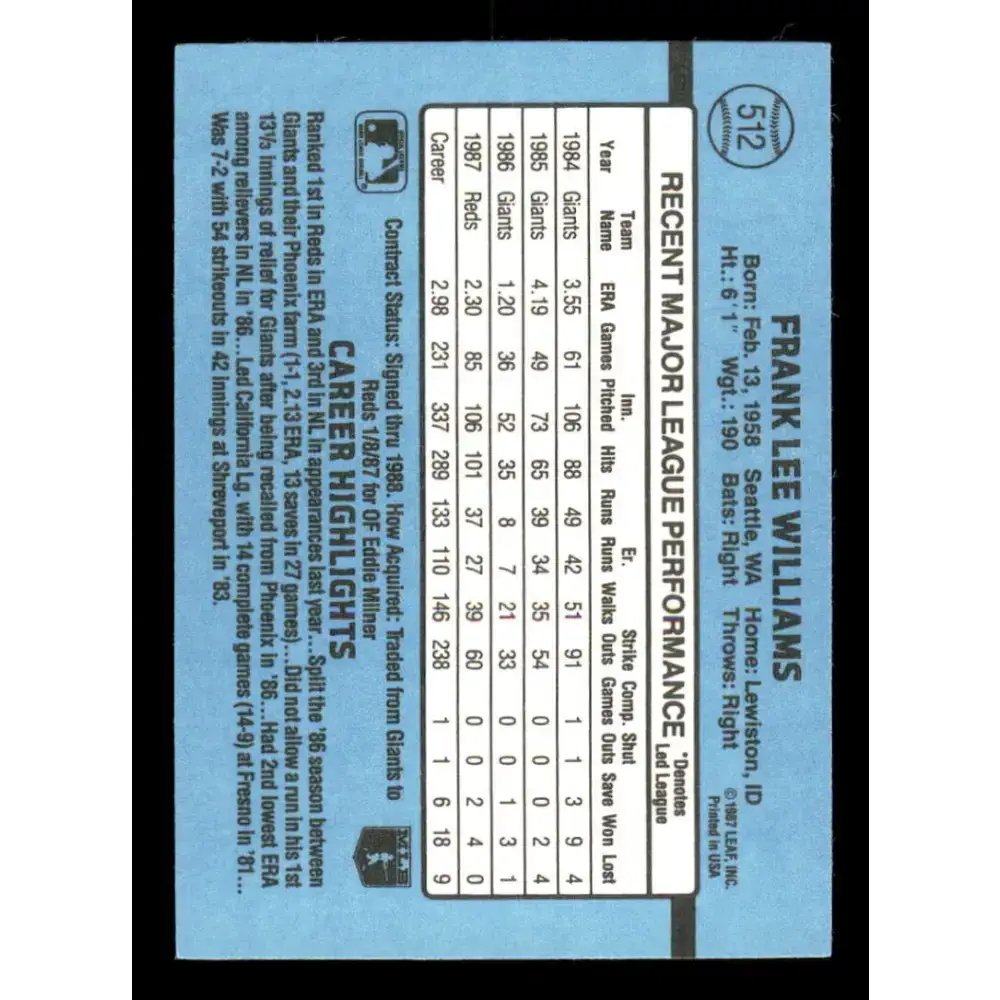 512
FRANK LEE WILLIAMS
Born: Feb. 13, 1958 Seattle, WA Home: Lewiston, ID
Ht.: 6'1" Wgt.: 190 Bats: Right Throws: Right
©1987 LEAF, INC.
Printed in USA
RECENT MAJOR LEAGUE PERFORMANCE *Denotes
Led League
Team Inn. Er. Strike Comp. Shut
Year Name ERA Games Pitched Hits Runs Runs Walks Outs Games Outs Save Won Lost
1984 Giants 3.55 61 106 88 49 42 51 91 1 1 3 9 4
1985 Giants 4.19 49 73 65 39 34 35 54 0 0 0 2 4
1986 Giants 1.20 36 52 35 8 7 21 33 0 0 1 3 1
1987 Reds 2.30 85 106 101 37 27 39 60 0 0 2 4 0
Career 2.98 231 337 289 133 110 146 238 1 1 6 18 9
Contract Status: Signed thru 1988. How Acquired: Traded from Giants to
Reds 1/8/87 for OF Eddie Milner
MLB
CAREER HIGHLIGHTS
Ranked 1st in Reds in ERA and 3rd in NL in appearances last year...Split the '86 season between
Giants and their Phoenix farm (1-1, 2.13 ERA, 13 saves in 27 games)...Did not allow a run in his 1st
13⅓ innings of relief for Giants after being recalled from Phoenix in '86...Had 2nd lowest ERA
among relievers in NL in '86...Led California Lg. with 14 complete games (14-9) at Fresno in '81...
Was 7-2 with 54 strikeouts in 42 innings at Shreveport in '83.